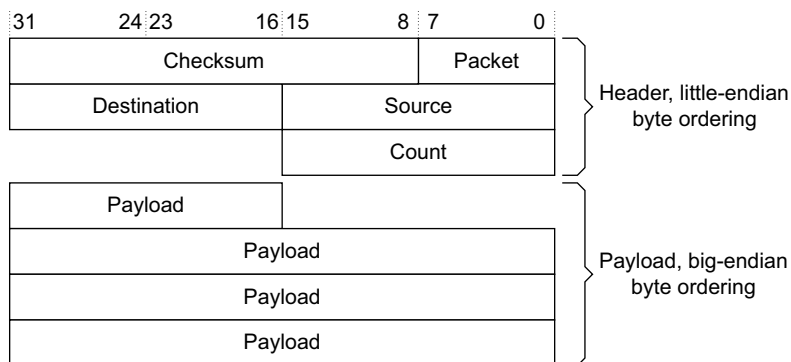 31 24 23 16 15 8 7 0
Checksum Packet
Destination Source
Count
Header, little-endian
byte ordering
Payload
Payload
Payload
Payload
Payload, big-endian
byte ordering